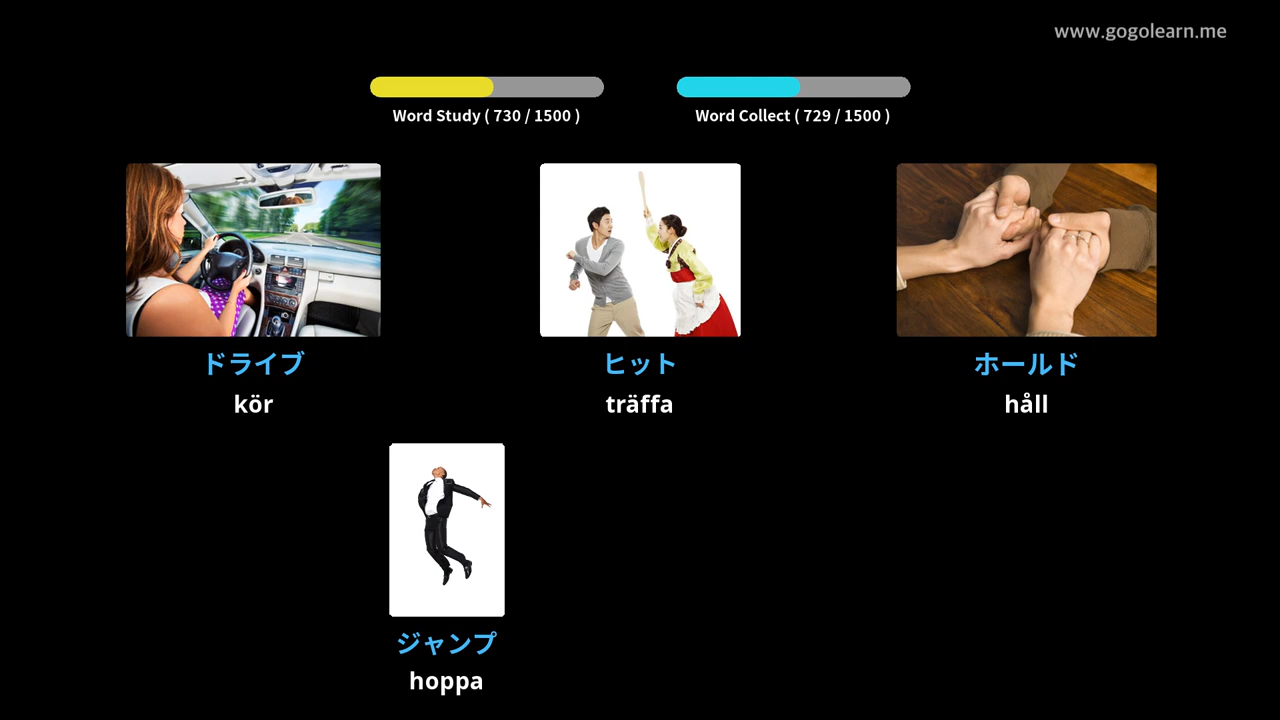 www.gogolearn.me
Word Study ( 730 / 1500 )
Word Collect ( 729 / 1500 )
ドライブ
kör
ヒット
träffa
ホールド
håll
ジャンプ
hoppa